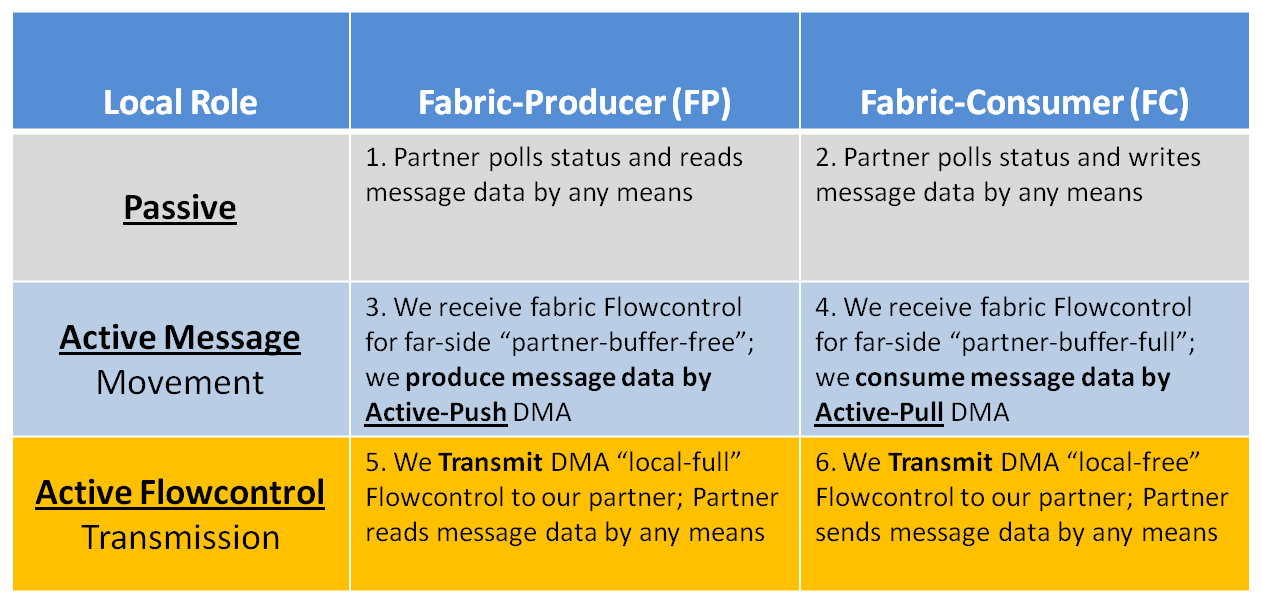 Local Role
Fabric-Producer (FP)
Fabric-Consumer (FC)
Passive
1. Partner polls status and reads
message data by any means
2. Partner polls status and writes
message data by any means
Active Message
Movement
3. We receive fabric Flowcontrol
for far-side “partner-buffer-free”;
we produce message data by
Active-Push DMA
4. We receive fabric Flowcontrol
for far-side “partner-buffer-full”;
we consume message data by
Active-Pull DMA
Active Flowcontrol
Transmission
5. We Transmit DMA “local-full”
Flowcontrol to our partner; Partner
reads message data by any means
6. We Transmit DMA “local-free”
Flowcontrol to our partner; Partner
sends message data by any means